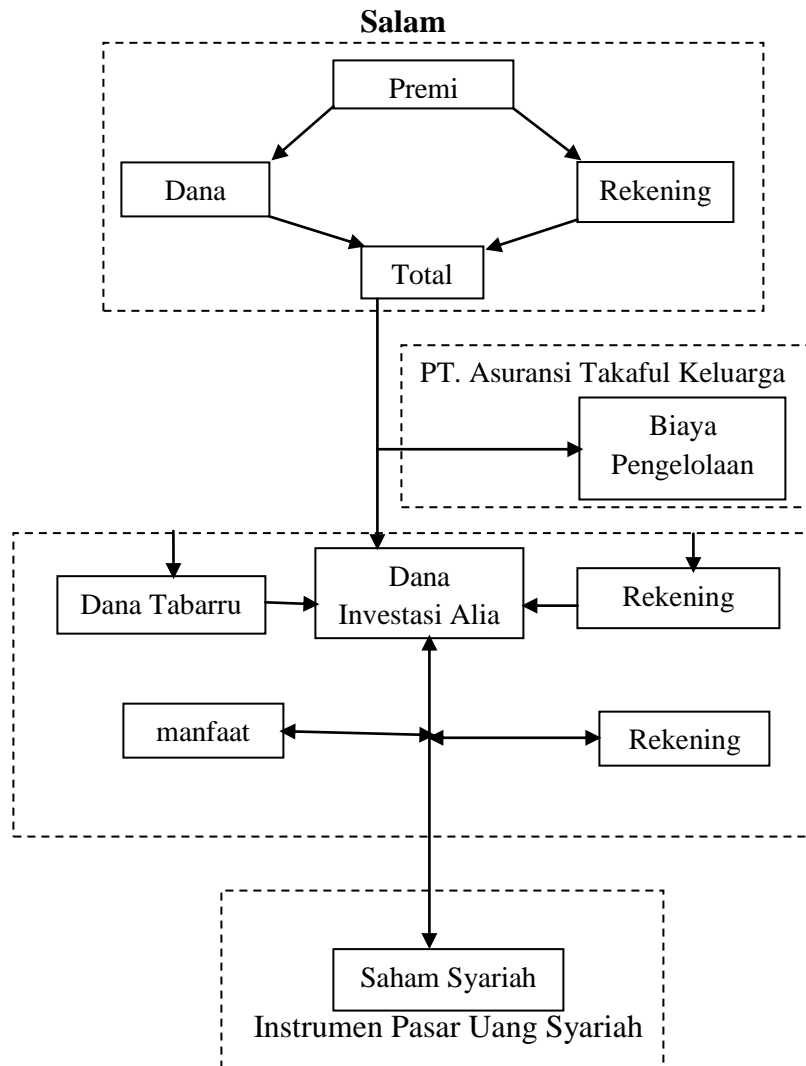 Salam
Premi
Dana
Rekening
Total
PT. Asuransi Takaful Keluarga
Biaya
Pengelolaan
Dana Tabarru
Dana
Investasi Alia
Rekening
manfaat
Rekening
Saham Syariah
Instrumen Pasar Uang Syariah